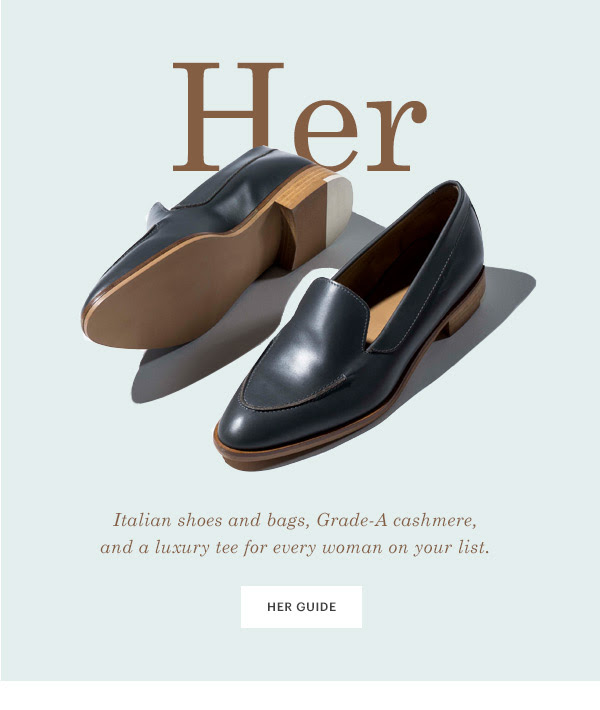 Her
Italian shoes and bags, Grade-A cashmere,
and a luxury tee for every woman on your list.
HER GUIDE